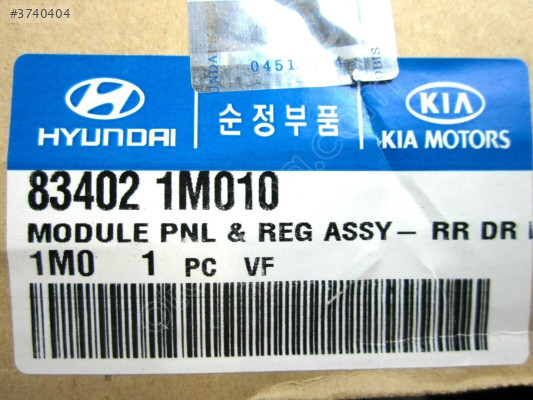 #3740404
HYUNDAI
순정부품
KIA
KIA MOTORS
83402 1M010
MODULE PNL & REG ASSY– RR DR
1M0 1 PC VF